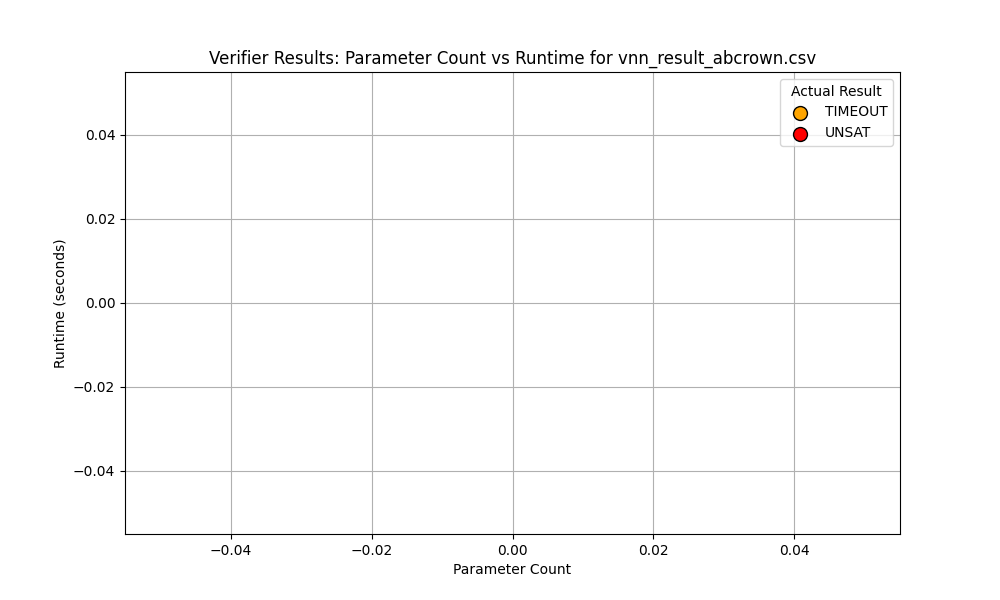 Verifier Results: Parameter Count vs Runtime for vnn_result_abcrown.csv
Actual Result
TIMEOUT
UNSAT
0.04
0.02
0.00
−0.02
−0.04
Runtime (seconds)
−0.04
−0.02
0.00
0.02
0.04
Parameter Count